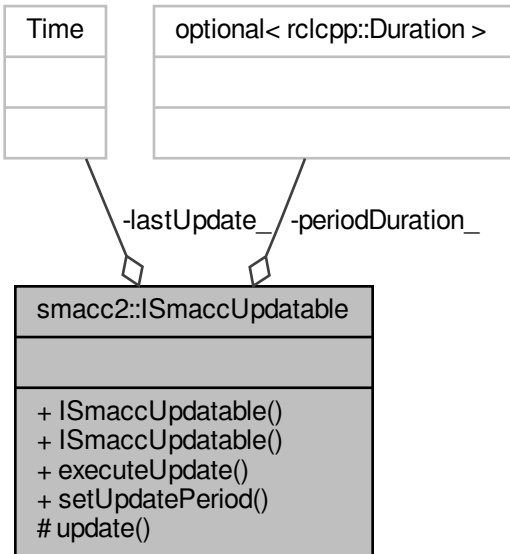 Time
optional< rclcpp::Duration >
-lastUpdate_
-periodDuration_
smacc2::ISmaccUpdatable
+ ISmaccUpdatable()
+ ISmaccUpdatable()
+ executeUpdate()
+ setUpdatePeriod()
# update()